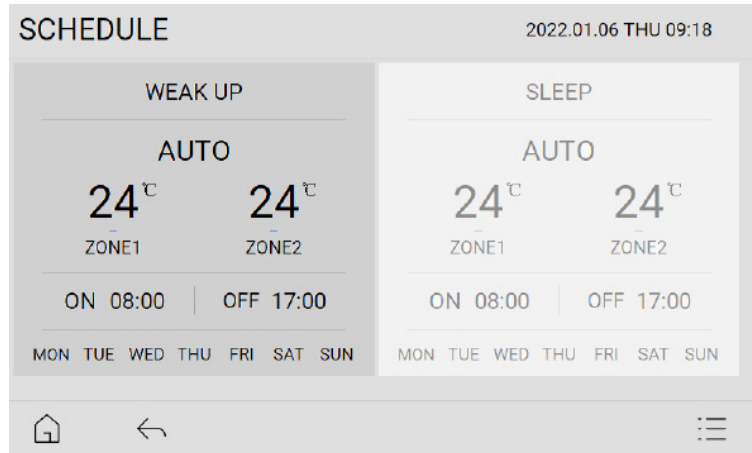 SCHEDULE
2022.01.06 THU 09:18
WEAK UP
AUTO
24℃ 24℃
ZONE1 ZONE2
ON 08:00 OFF 17:00
MON TUE WED THU FRI SAT SUN
SLEEP
AUTO
24℃ 24℃
ZONE1 ZONE2
ON 08:00 OFF 17:00
MON TUE WED THU FRI SAT SUN